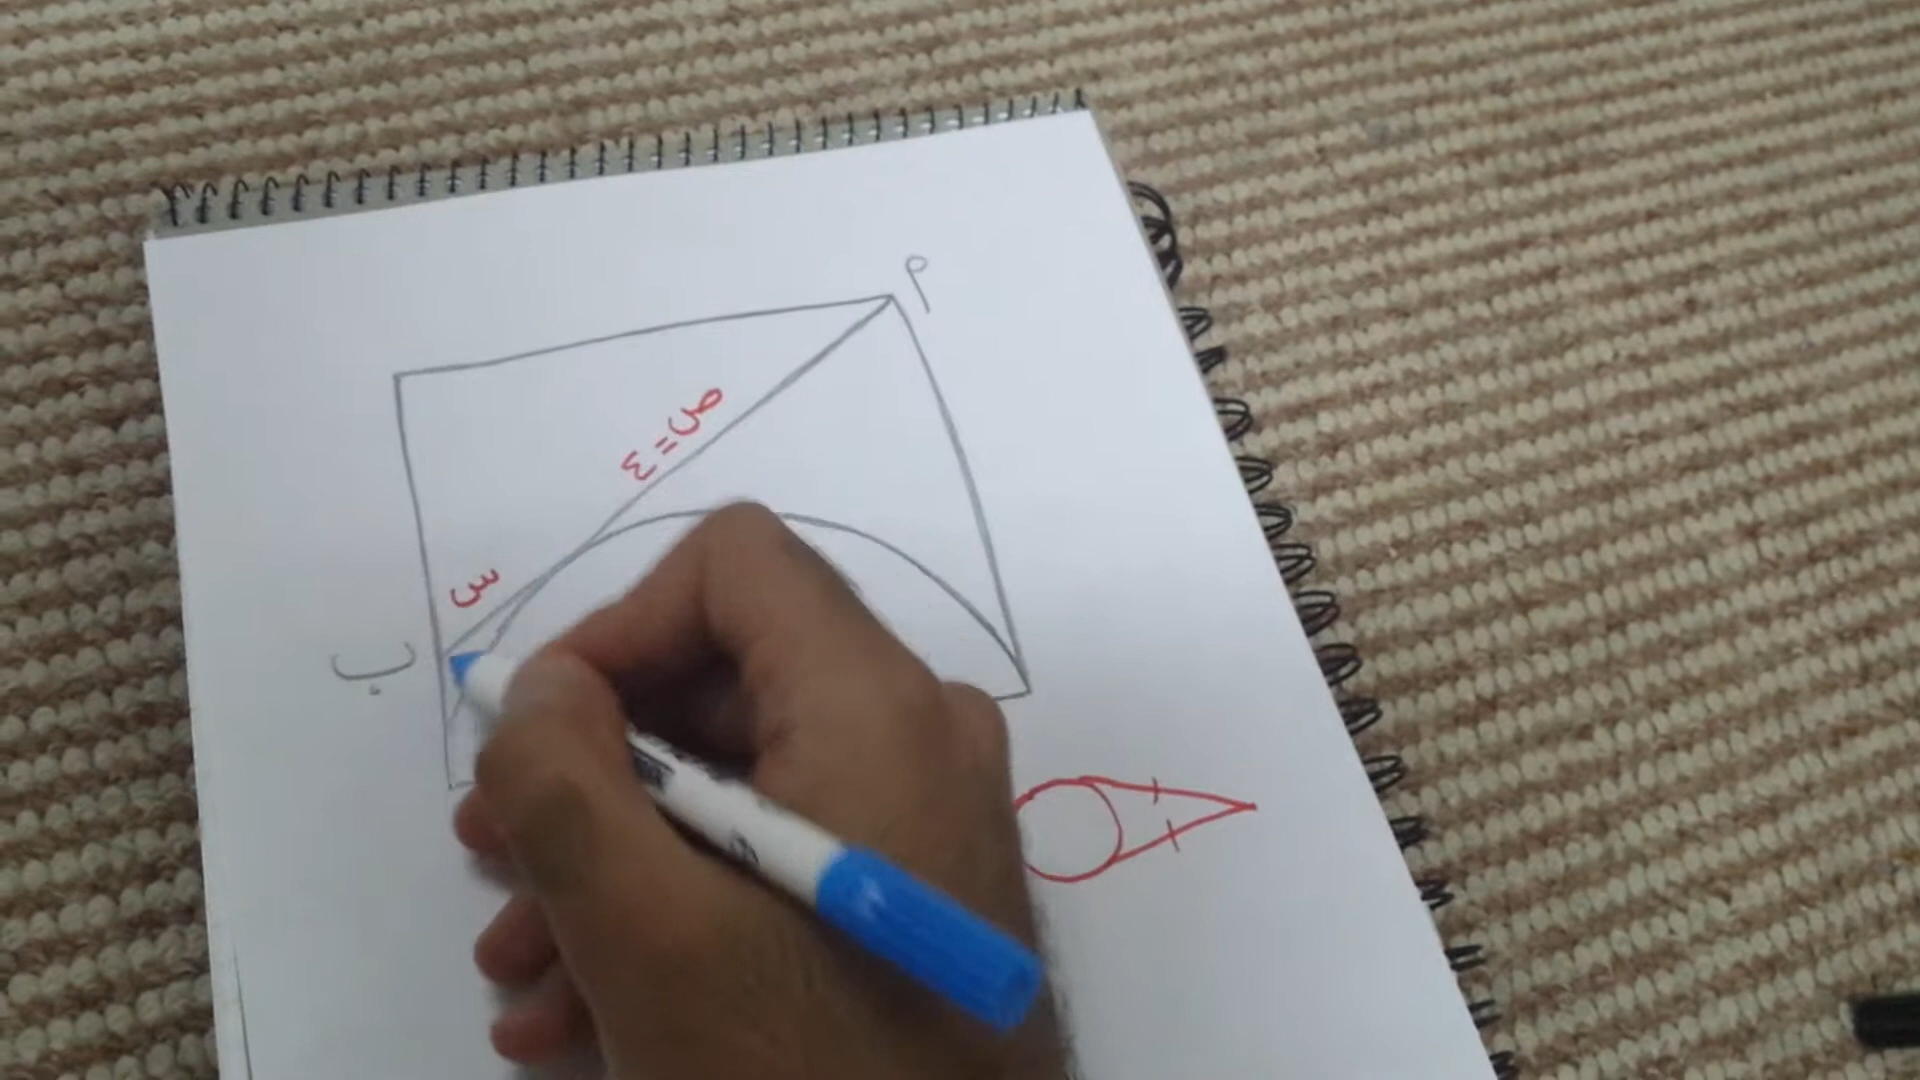 م
ص = ٤
س
ب